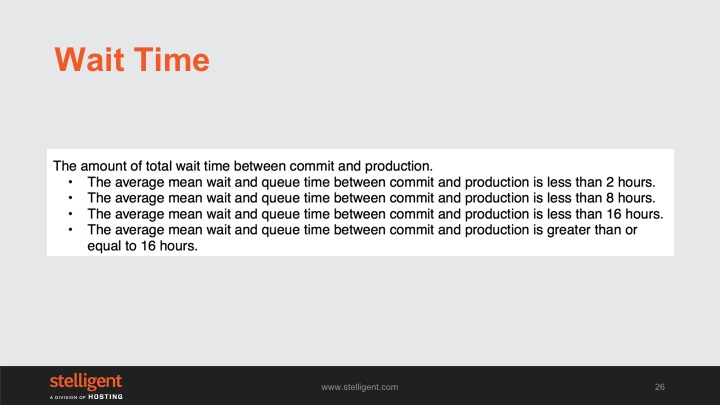 Wait Time
The amount of total wait time between commit and production.
• The average mean wait and queue time between commit and production is less than 2 hours.
• The average mean wait and queue time between commit and production is less than 8 hours.
• The average mean wait and queue time between commit and production is less than 16 hours.
• The average mean wait and queue time between commit and production is greater than or
equal to 16 hours.
stelligent
A DIVISION OF HOSTING
www.stelligent.com
26